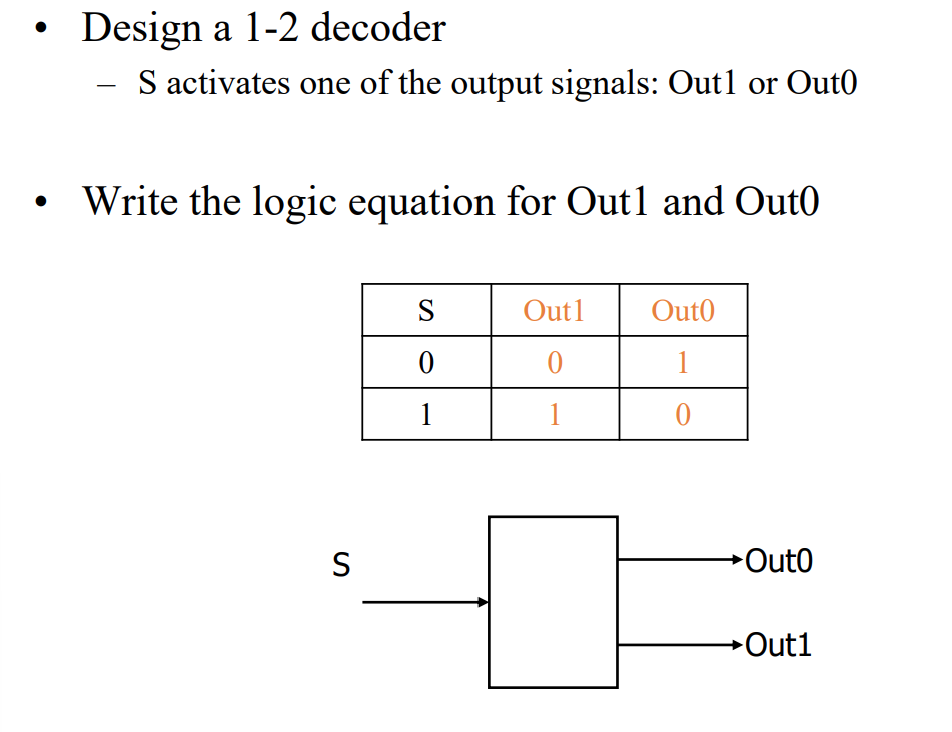 • Design a 1-2 decoder
– S activates one of the output signals: Out1 or Out0
• Write the logic equation for Out1 and Out0
S Out1 Out0
0 0 1
1 1 0
S
Out0
Out1